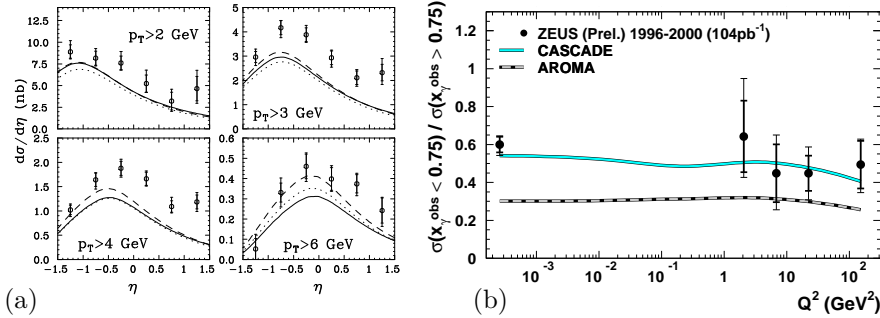 15.0
12.5
10.0
7.5
5.0
2.5
0.0
p_T>2 GeV
5
4
3
2
1
0
p_T>3 GeV
dσ/dη (nb)
2.5
2.0
1.5
1.0
0.5
0.0
p_T>4 GeV
-1.5 -1 -0.5 0 0.5 1 1.5
η
0.6
0.5
0.4
0.3
0.2
0.1
0
p_T>6 GeV
-1.5 -1 -0.5 0 0.5 1 1.5
η
(a)
σ(x_γ^obs < 0.75) / σ(x_γ^obs > 0.75)
1.2
1
0.8
0.6
0.4
0.2
0
ZEUS (Prel.) 1996-2000 (104pb⁻¹)
CASCADE
AROMA
10⁻³ 10⁻² 10⁻¹ 1 10 10²
Q² (GeV²)
(b)